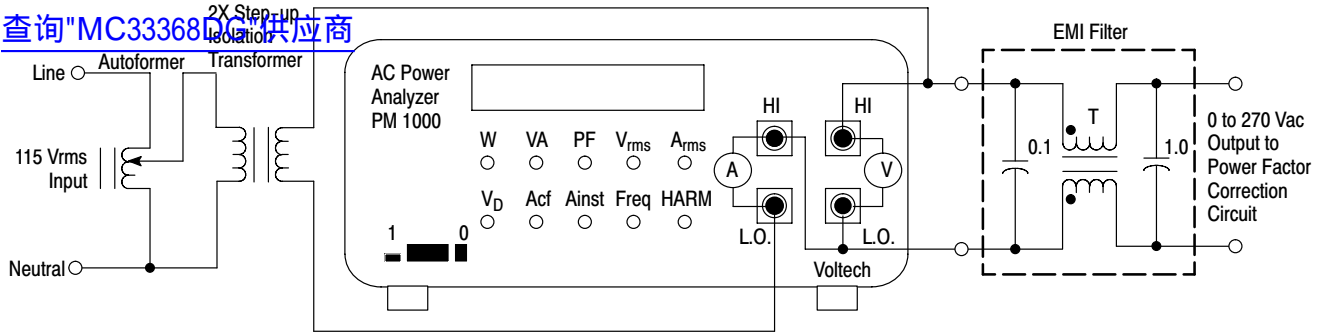 查询"MC33368DG"供应商
2X Step-up
Isolation
Transformer
Autoformer
Line
115 Vrms
Input
Neutral
AC Power
Analyzer
PM 1000
W VA PF Vrms Arms
VD Acf Ainst Freq HARM
1 0
HI HI
A V
L.O. L.O.
Voltech
EMI Filter
0.1 T 1.0
0 to 270 Vac
Output to
Power Factor
Correction
Circuit